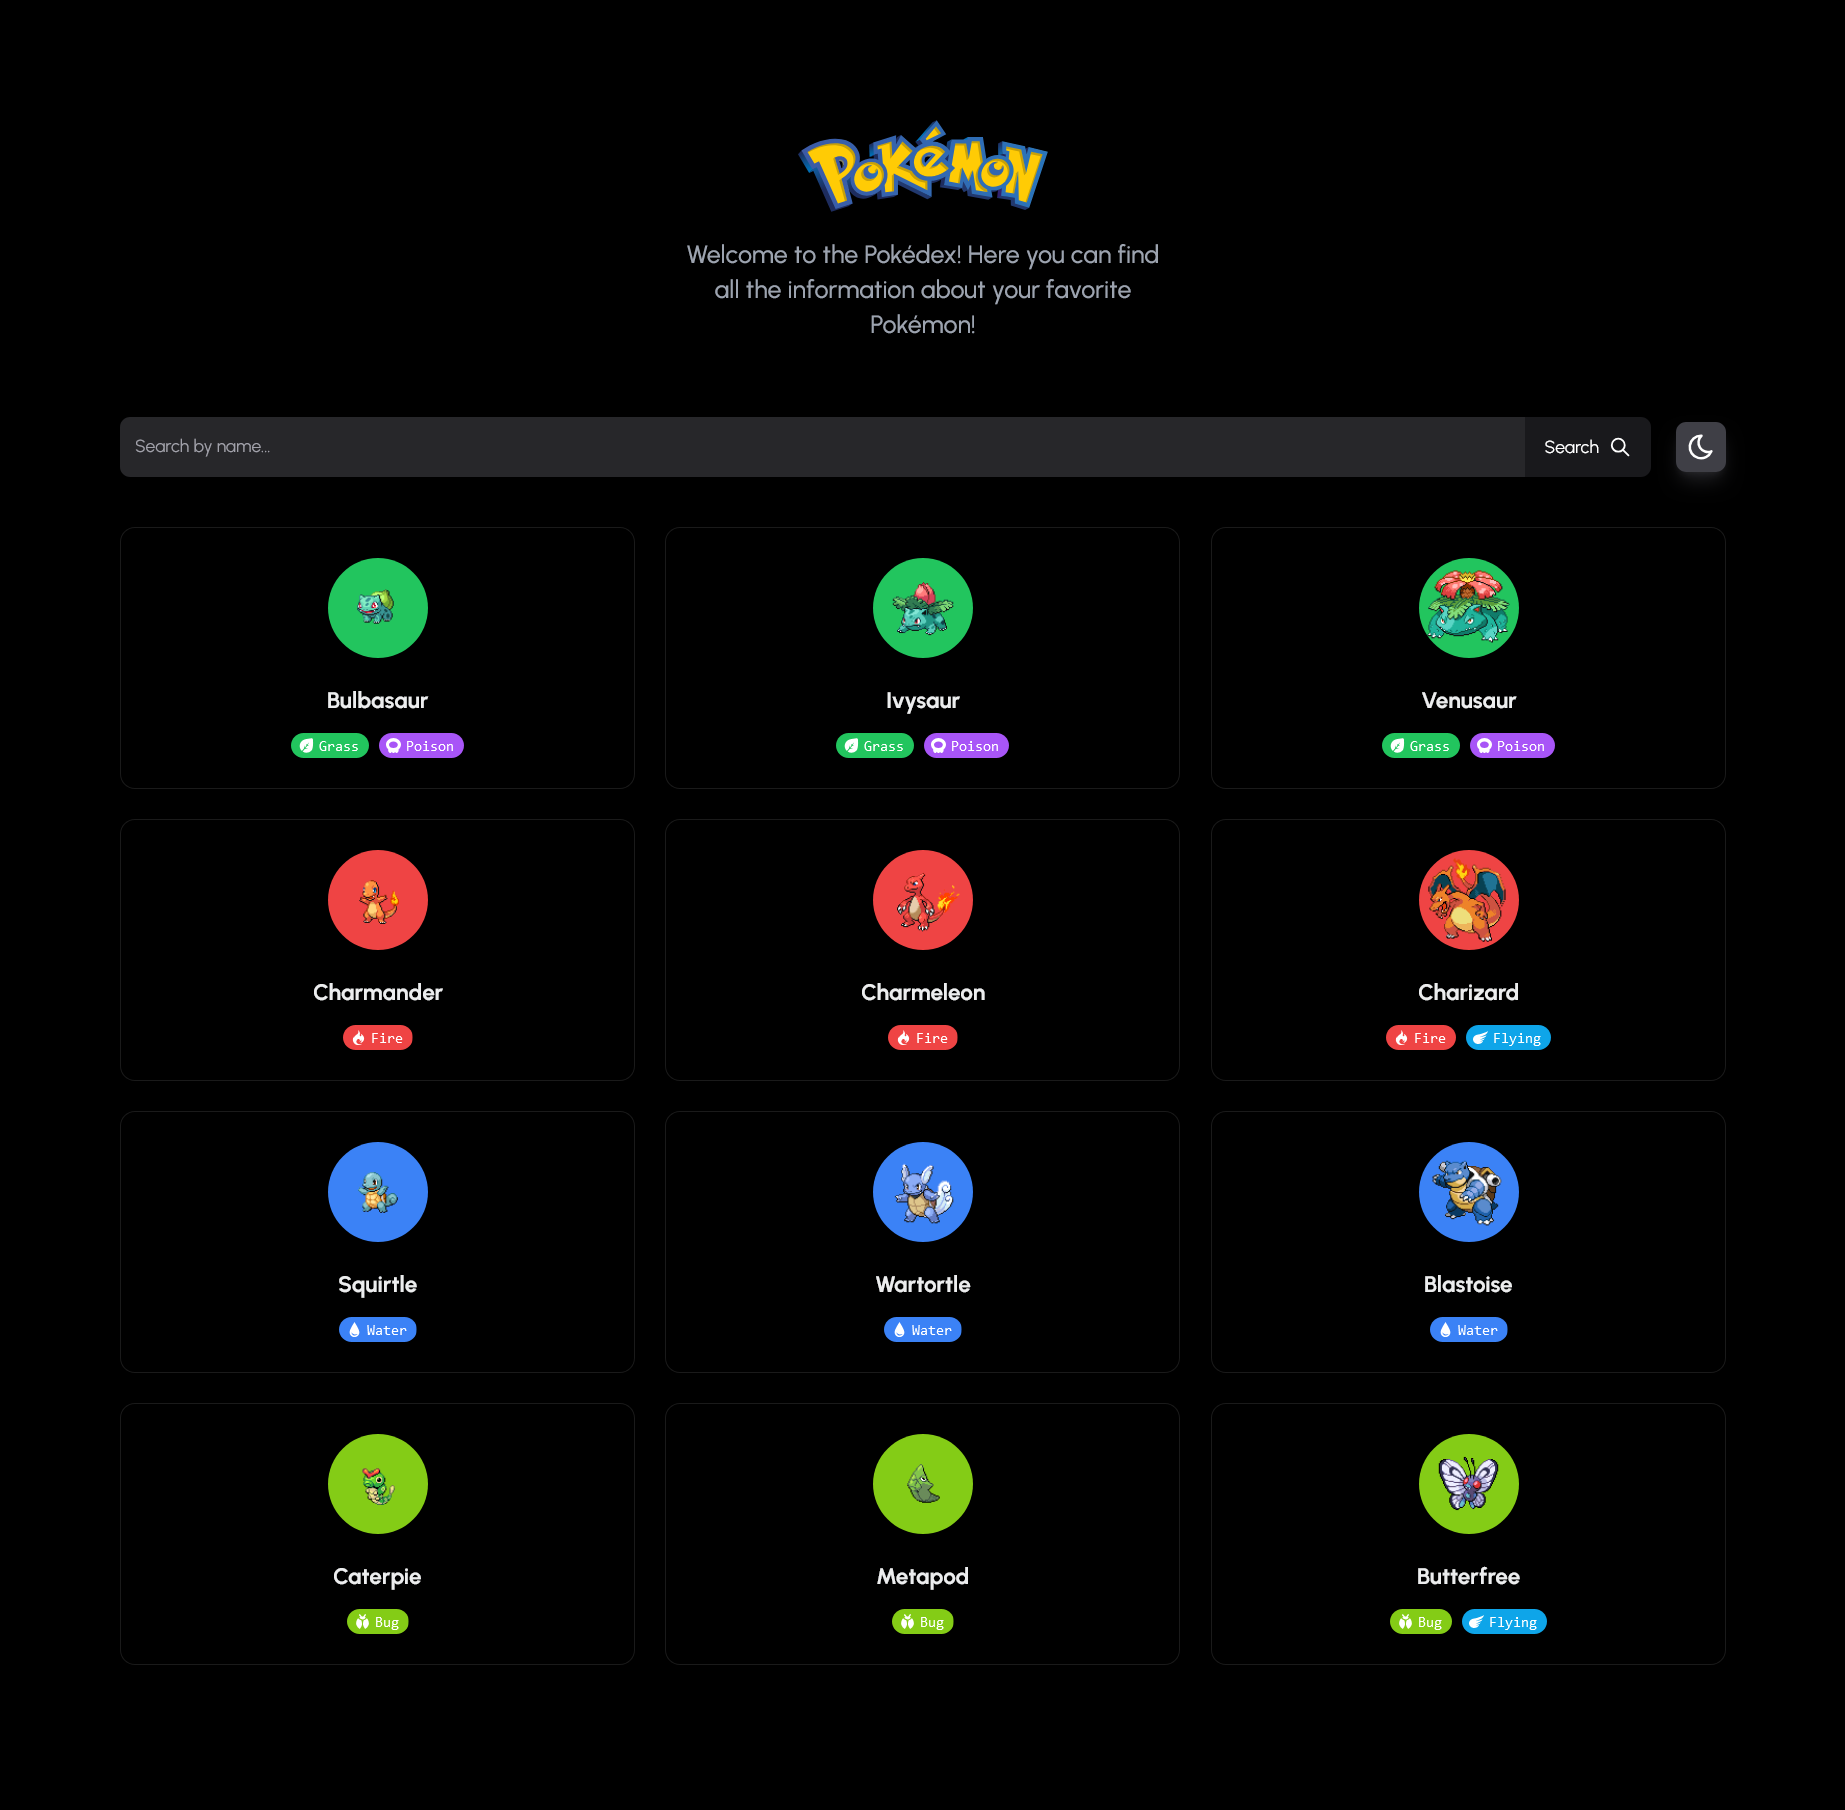 Pokémon
Welcome to the Pokédex! Here you can find
all the information about your favorite
Pokémon!
Search by name...
Search
Bulbasaur
Grass Poison
Ivysaur
Grass Poison
Venusaur
Grass Poison
Charmander
Fire
Charmeleon
Fire
Charizard
Fire Flying
Squirtle
Water
Wartortle
Water
Blastoise
Water
Caterpie
Bug
Metapod
Bug
Butterfree
Bug Flying